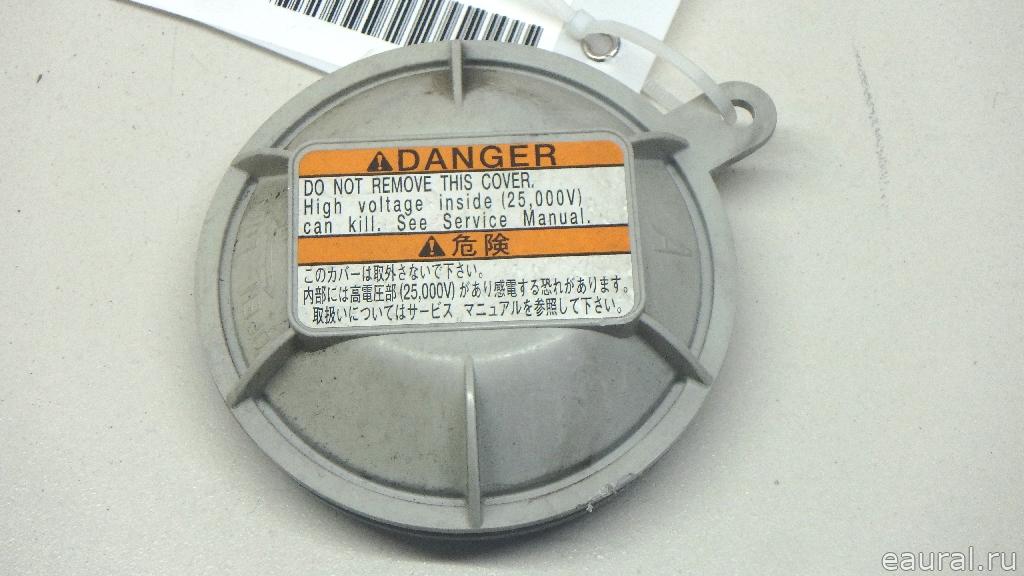 DANGER
DO NOT REMOVE THIS COVER.
High voltage inside (25,000V)
can kill. See Service Manual.
危険
このカバーは取外さないで下さい。
内部には高電圧部(25,000V)があり感電する恐れがあります。
取扱いについてはサービス マニュアルを参照して下さい。
eaural.ru